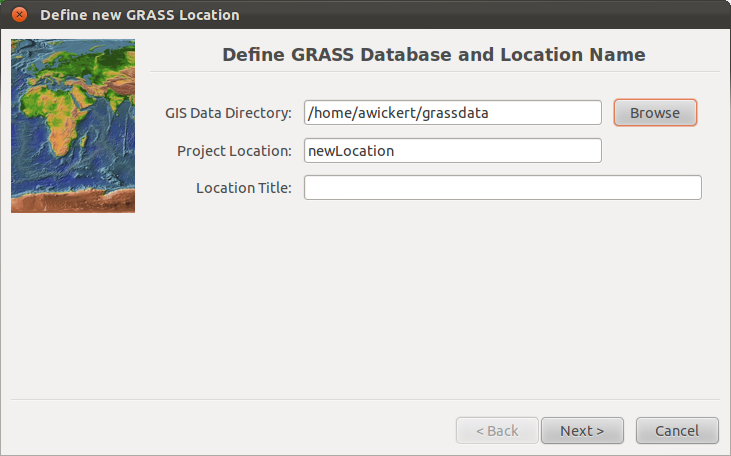 Define new GRASS Location
Define GRASS Database and Location Name
GIS Data Directory: /home/awickert/grassdata Browse
Project Location: newLocation
Location Title:
< Back Next > Cancel